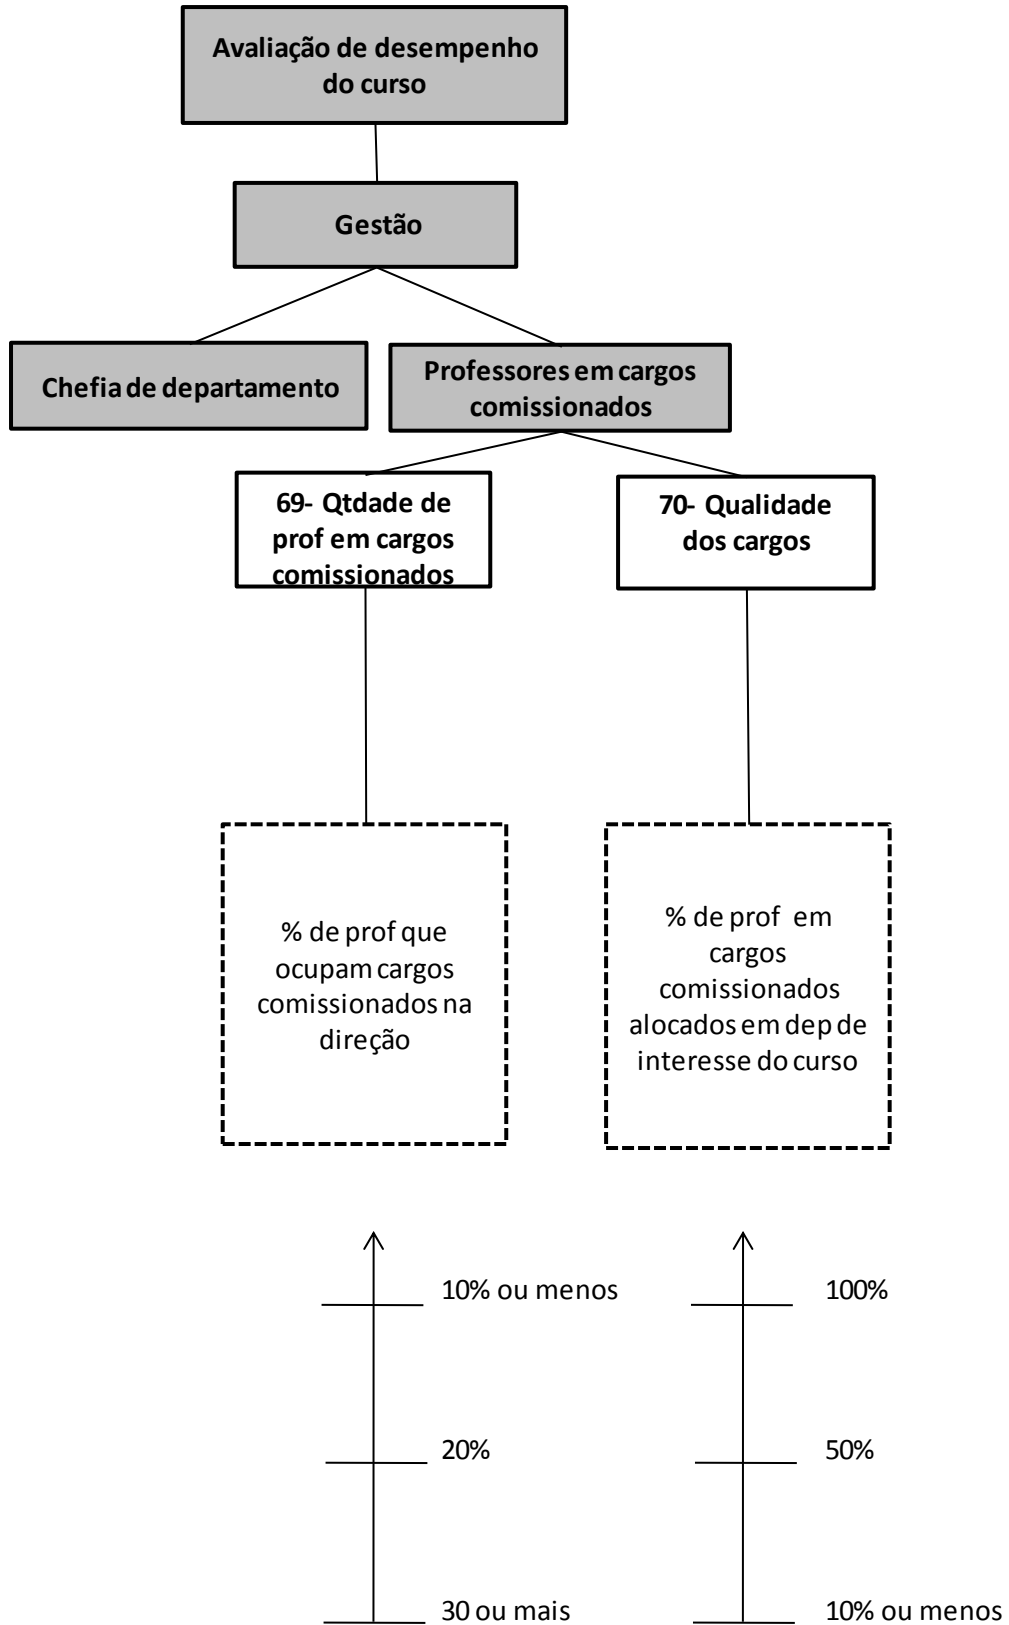 Avaliação de desempenho
do curso
Gestão
Chefia de departamento
Professores em cargos
comissionados
69- Qtdade de
prof em cargos
comissionados
70- Qualidade
dos cargos
% de prof que
ocupam cargos
comissionados na
direção
% de prof em
cargos
comissionados
alocados em dep de
interesse do curso
10% ou menos
20%
30 ou mais
100%
50%
10% ou menos